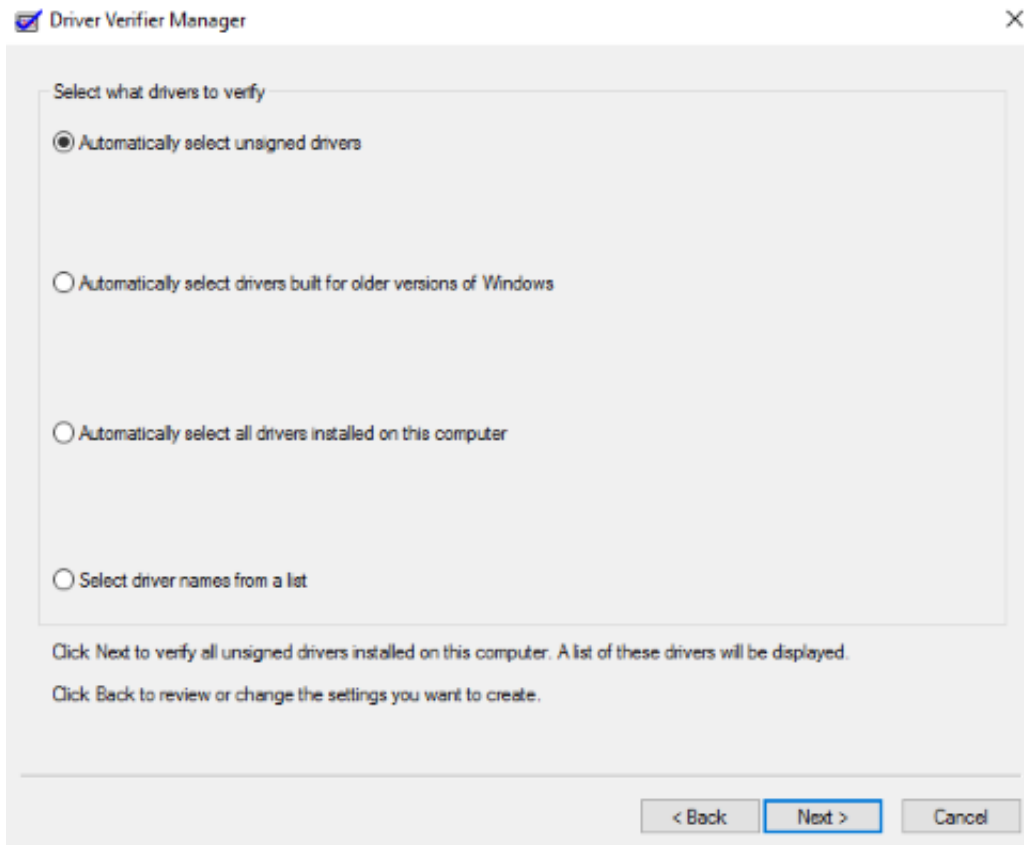 Driver Verifier Manager
Select what drivers to verify
Automatically select unsigned drivers
Automatically select drivers built for older versions of Windows
Automatically select all drivers installed on this computer
Select driver names from a list
Click Next to verify all unsigned drivers installed on this computer. A list of these drivers will be displayed.
Click Back to review or change the settings you want to create.
< Back Next > Cancel